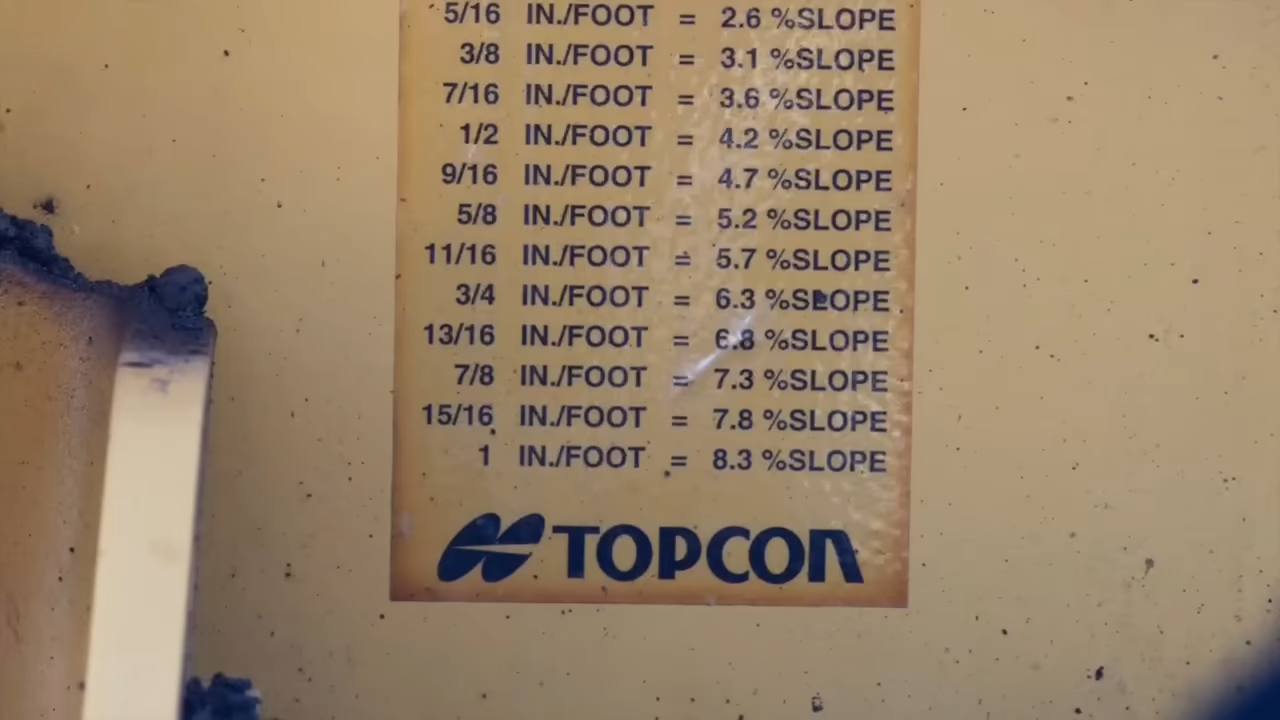 5/16 IN./FOOT = 2.6 %SLOPE
3/8 IN./FOOT = 3.1 %SLOPE
7/16 IN./FOOT = 3.6 %SLOPE
1/2 IN./FOOT = 4.2 %SLOPE
9/16 IN./FOOT = 4.7 %SLOPE
5/8 IN./FOOT = 5.2 %SLOPE
11/16 IN./FOOT = 5.7 %SLOPE
3/4 IN./FOOT = 6.3 %SLOPE
13/16 IN./FOOT = 6.8 %SLOPE
7/8 IN./FOOT = 7.3 %SLOPE
15/16 IN./FOOT = 7.8 %SLOPE
1 IN./FOOT = 8.3 %SLOPE
TOPCON